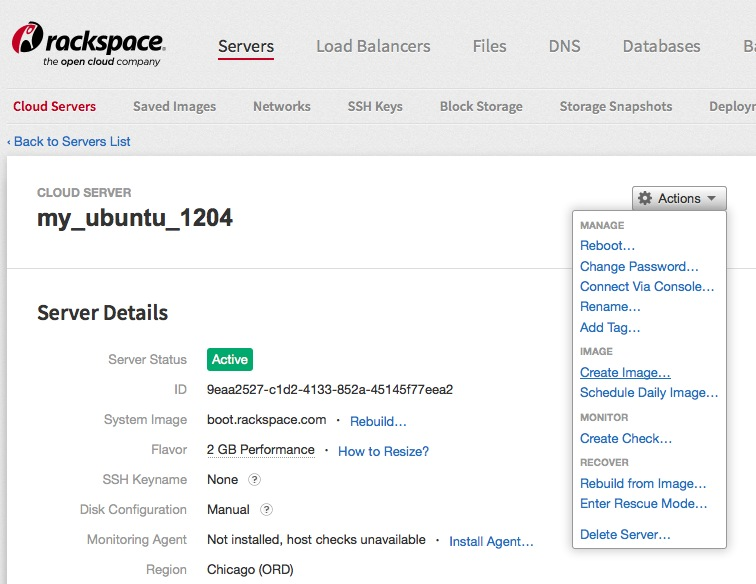 rackspace.
the open cloud company
Servers Load Balancers Files DNS Databases
Cloud Servers Saved Images Networks SSH Keys Block Storage Storage Snapshots
‹ Back to Servers List
CLOUD SERVER
my_ubuntu_1204
Actions
MANAGE
Reboot...
Change Password...
Connect Via Console...
Rename...
Add Tag...
IMAGE
Create Image...
Schedule Daily Image...
MONITOR
Create Check...
RECOVER
Rebuild from Image...
Enter Rescue Mode...
Delete Server...
Server Details
Server Status Active
ID 9eaa2527-c1d2-4133-852a-45145f77eea2
System Image boot.rackspace.com · Rebuild...
Flavor 2 GB Performance · How to Resize?
SSH Keyname None ?
Disk Configuration Manual ?
Monitoring Agent Not installed, host checks unavailable · Install Agent...
Region Chicago (ORD)